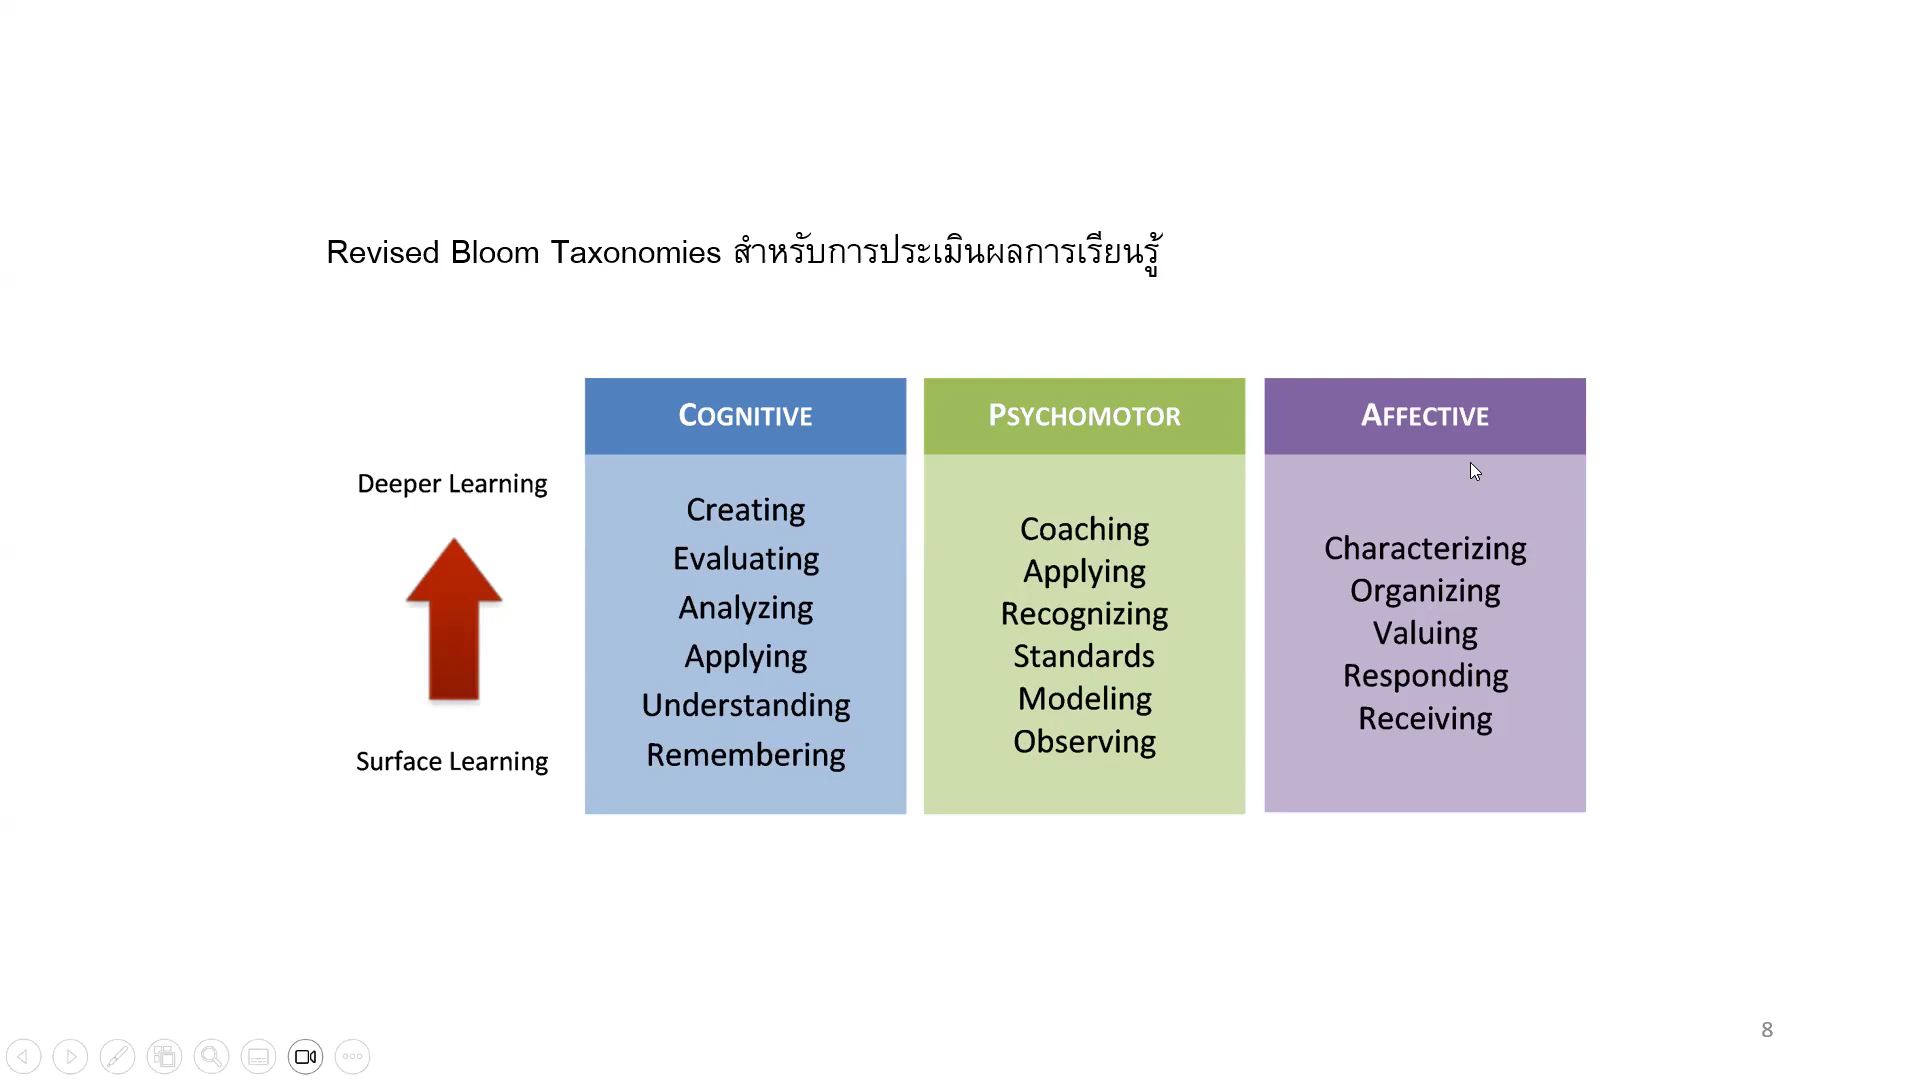 Revised Bloom Taxonomies สำหรับการประเมินผลการเรียนรู้
Deeper Learning
Surface Learning
COGNITIVE
Creating
Evaluating
Analyzing
Applying
Understanding
Remembering
PSYCHOMOTOR
Coaching
Applying
Recognizing
Standards
Modeling
Observing
AFFECTIVE
Characterizing
Organizing
Valuing
Responding
Receiving
8